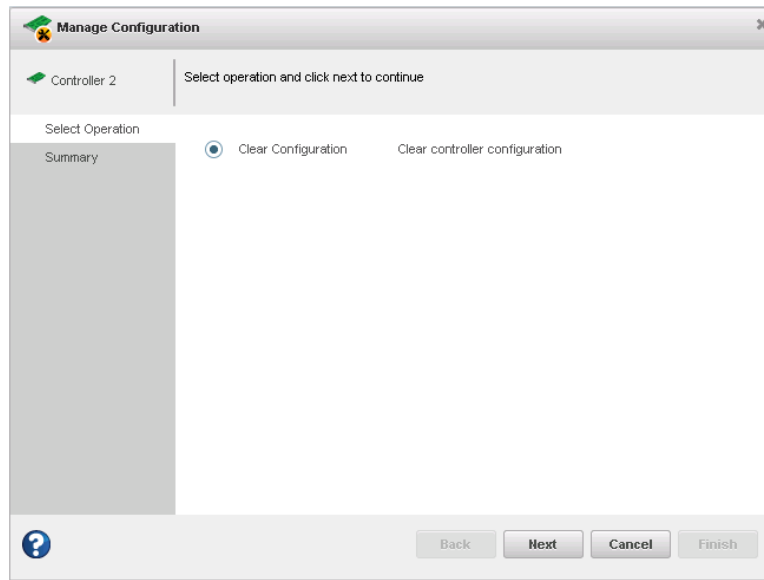 Manage Configuration
Controller 2
Select operation and click next to continue
Select Operation
Summary
Clear Configuration Clear controller configuration
?
Back Next Cancel Finish